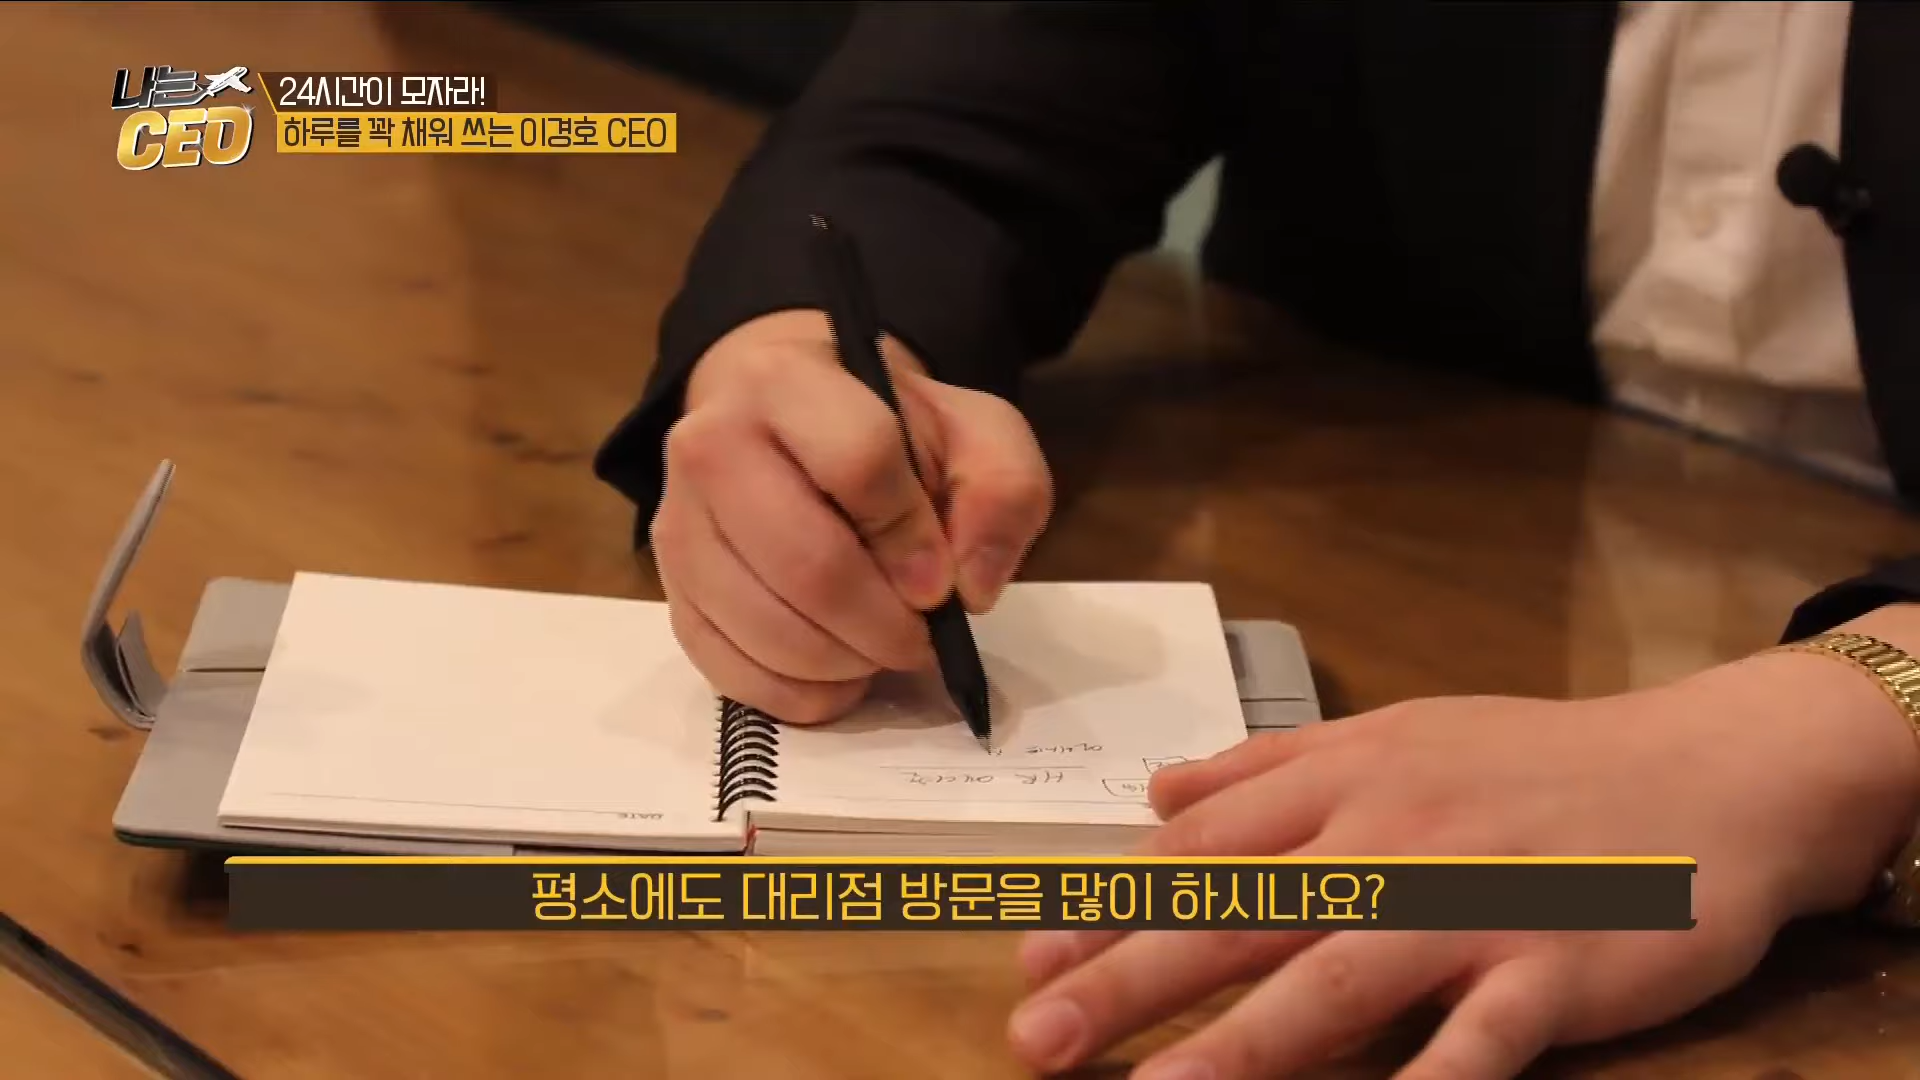 나는
CEO
24시간이 모자라!
하루를 꽉 채워 쓰는 이경호 CEO
HR
DATE
평소에도 대리점 방문을 많이 하시나요?